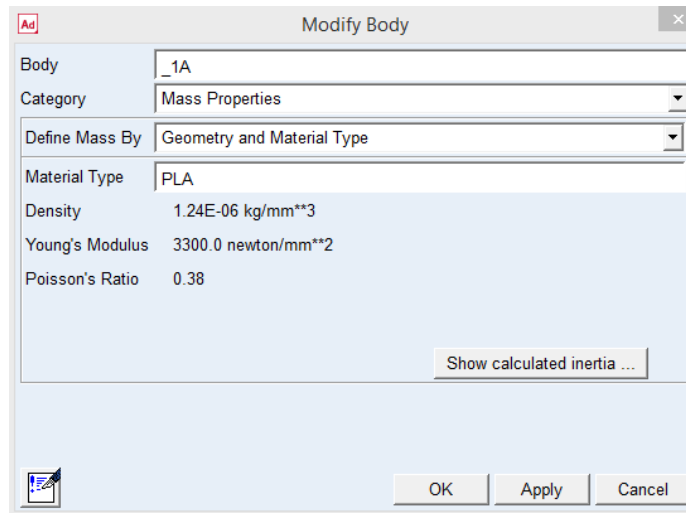 Ad Modify Body ×
Body _1A
Category Mass Properties
Define Mass By Geometry and Material Type
Material Type PLA
Density 1.24E-06 kg/mm**3
Young's Modulus 3300.0 newton/mm**2
Poisson's Ratio 0.38
Show calculated inertia ...
OK Apply Cancel